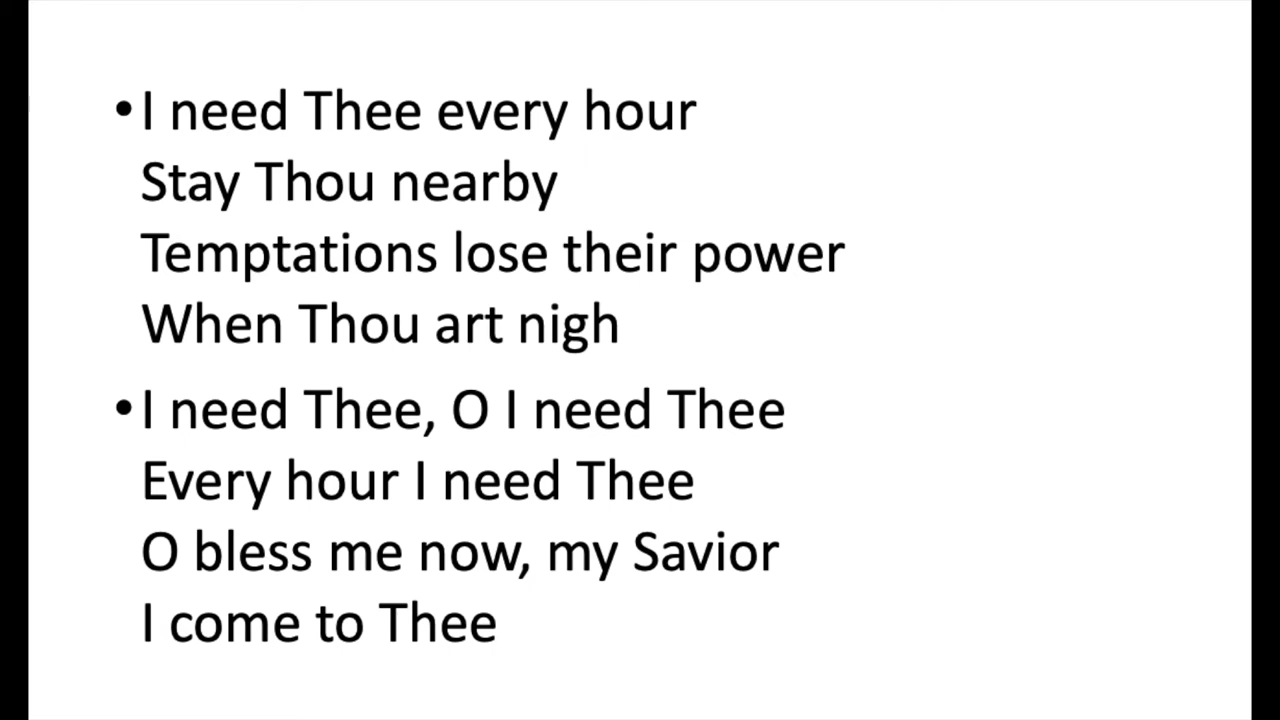 •I need Thee every hour
Stay Thou nearby
Temptations lose their power
When Thou art nigh
•I need Thee, O I need Thee
Every hour I need Thee
O bless me now, my Savior
I come to Thee